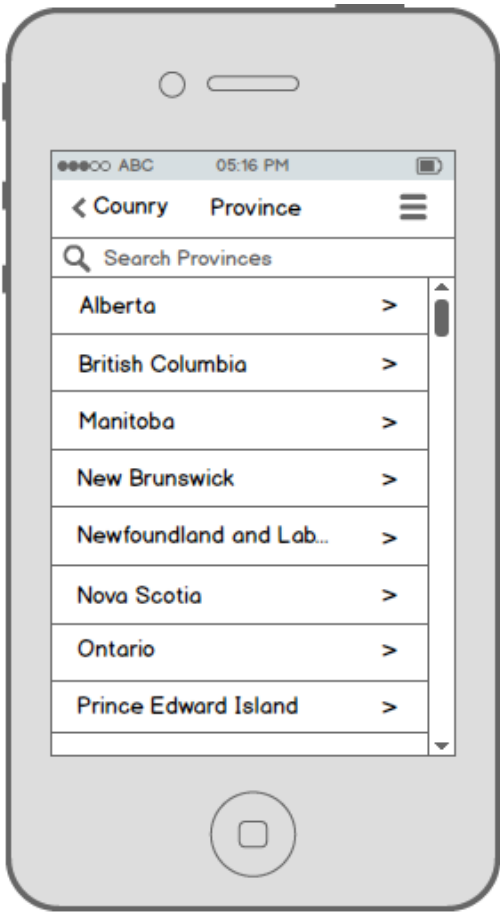 ABC 05:16 PM
< Counry Province
Search Provinces
Alberta >
British Columbia >
Manitoba >
New Brunswick >
Newfoundland and Lab... >
Nova Scotia >
Ontario >
Prince Edward Island >